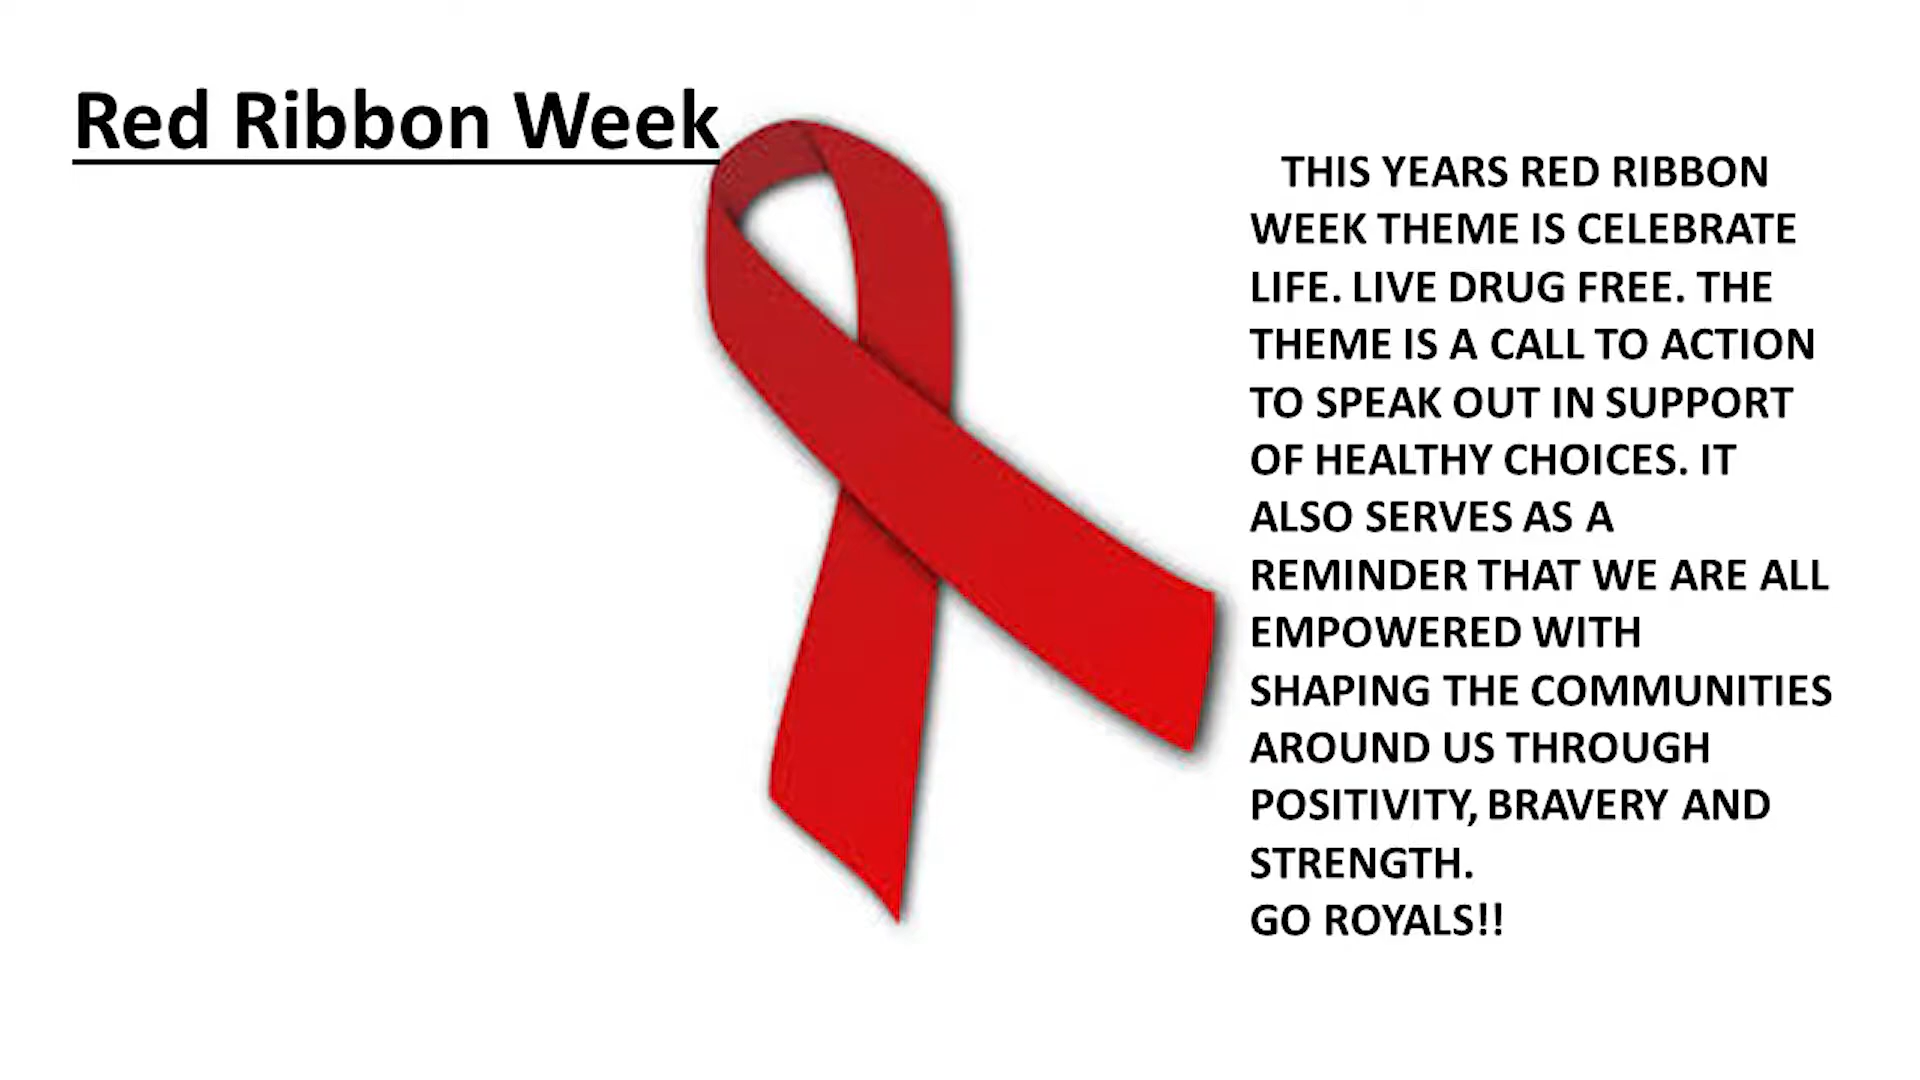 Red Ribbon Week
THIS YEARS RED RIBBON
WEEK THEME IS CELEBRATE
LIFE. LIVE DRUG FREE. THE
THEME IS A CALL TO ACTION
TO SPEAK OUT IN SUPPORT
OF HEALTHY CHOICES. IT
ALSO SERVES AS A
REMINDER THAT WE ARE ALL
EMPOWERED WITH
SHAPING THE COMMUNITIES
AROUND US THROUGH
POSITIVITY, BRAVERY AND
STRENGTH.
GO ROYALS!!